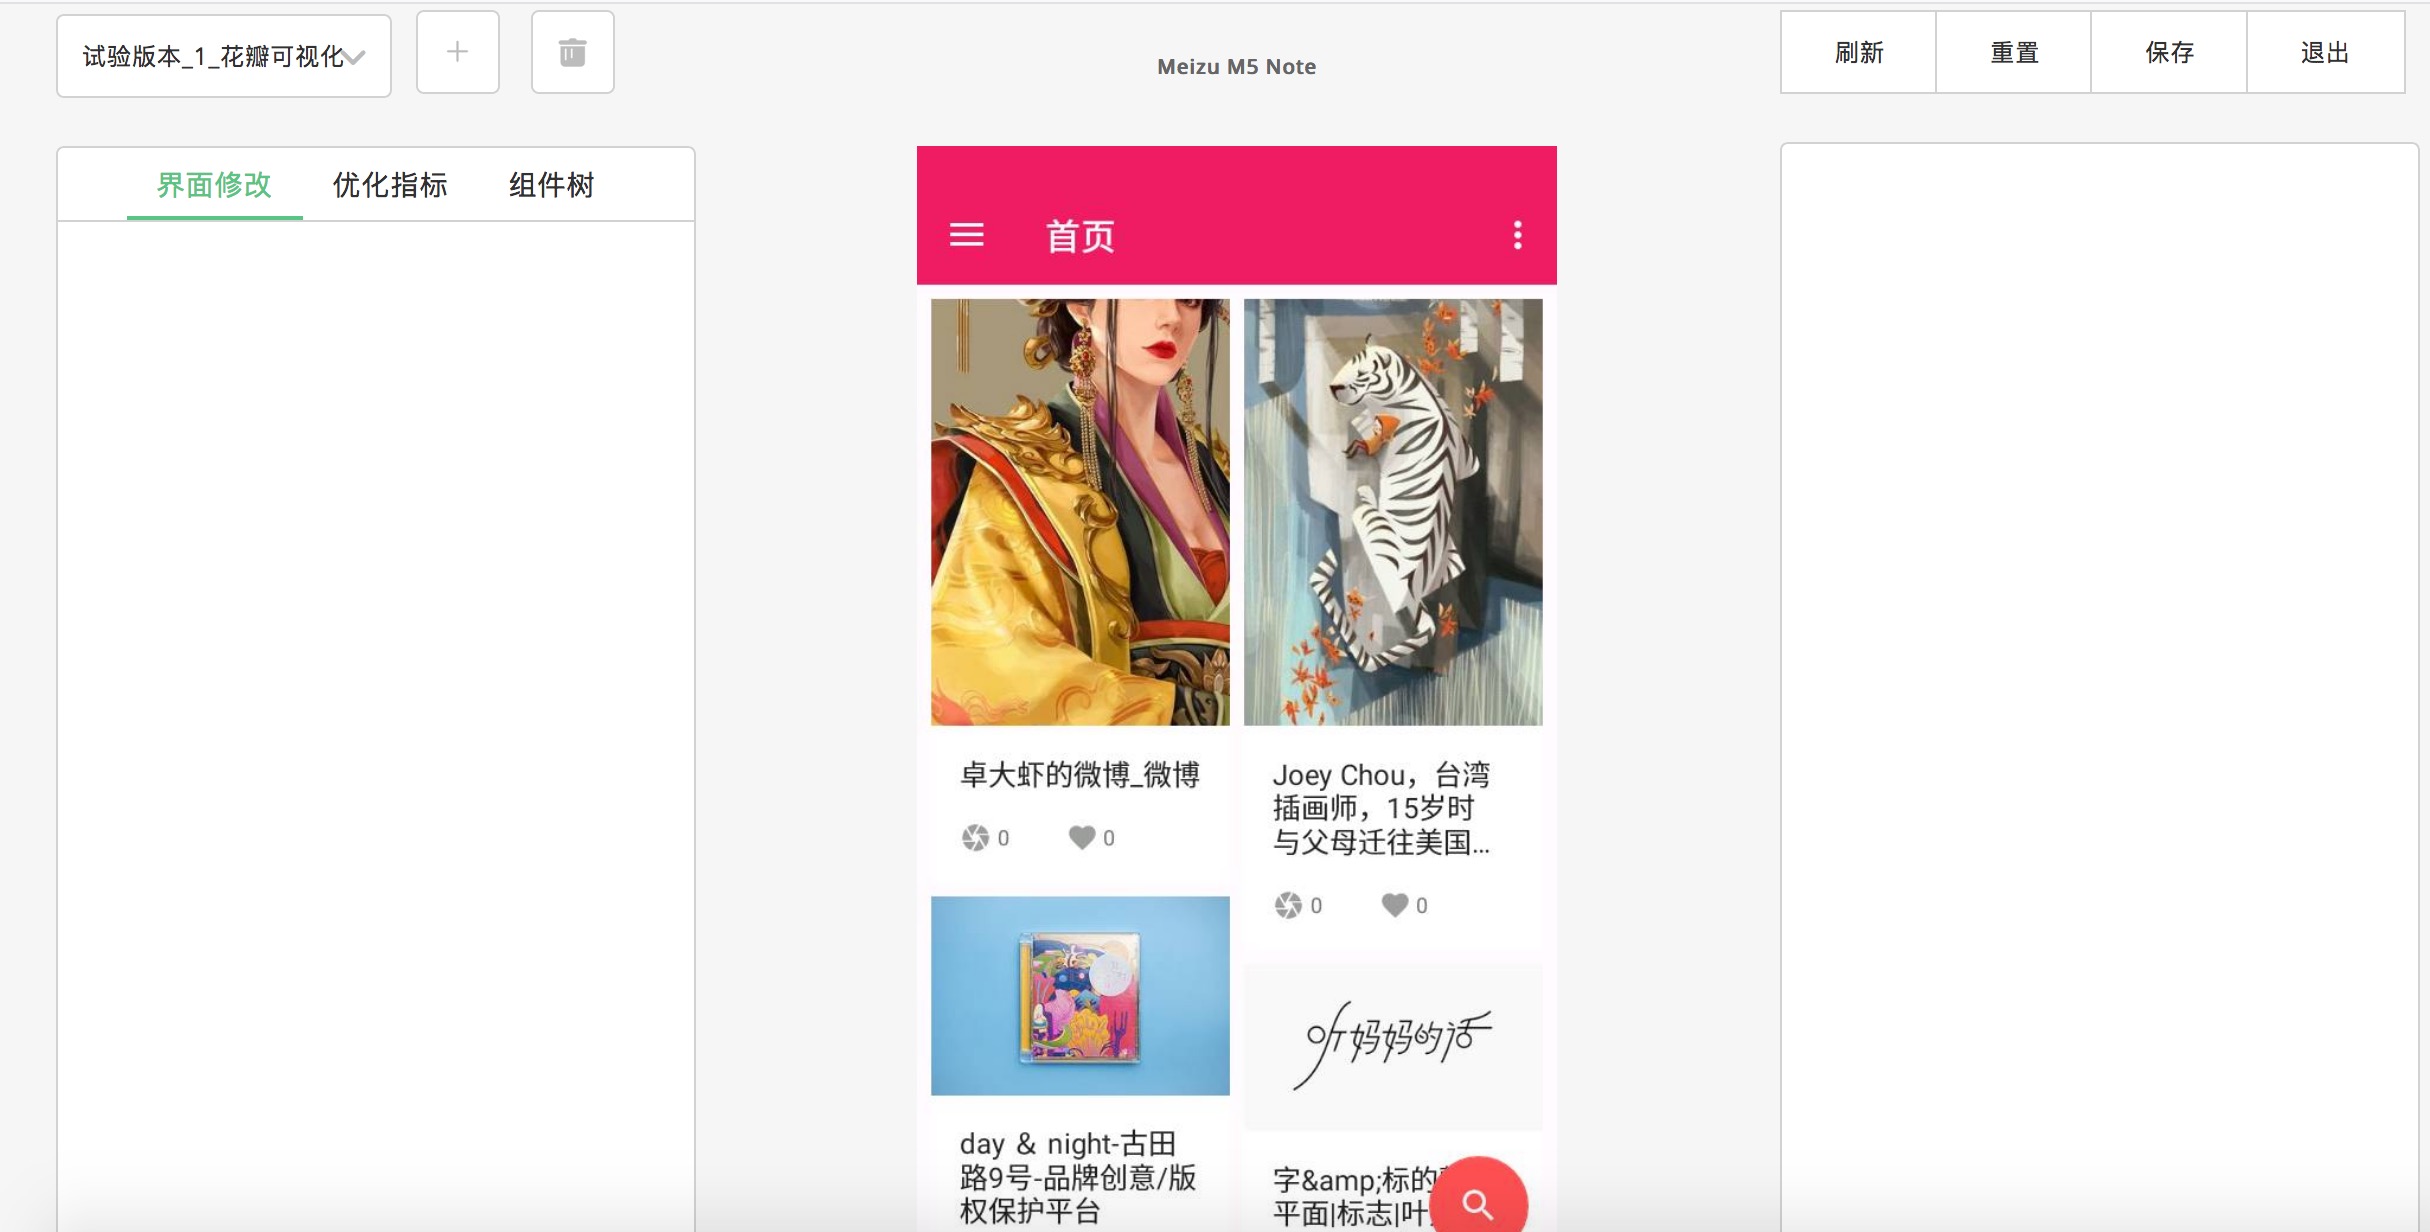 试验版本_1_花瓣可视化
Meizu M5 Note
刷新
重置
保存
退出
界面修改
优化指标
组件树
首页
卓大虾的微博_微博
0
0
Joey Chou，台湾
插画师，15岁时
与父母迁往美国...
0
0
听妈妈的话
day & night-古田
路9号-品牌创意/版
权保护平台
字&amp;标的
平面|标志|叶